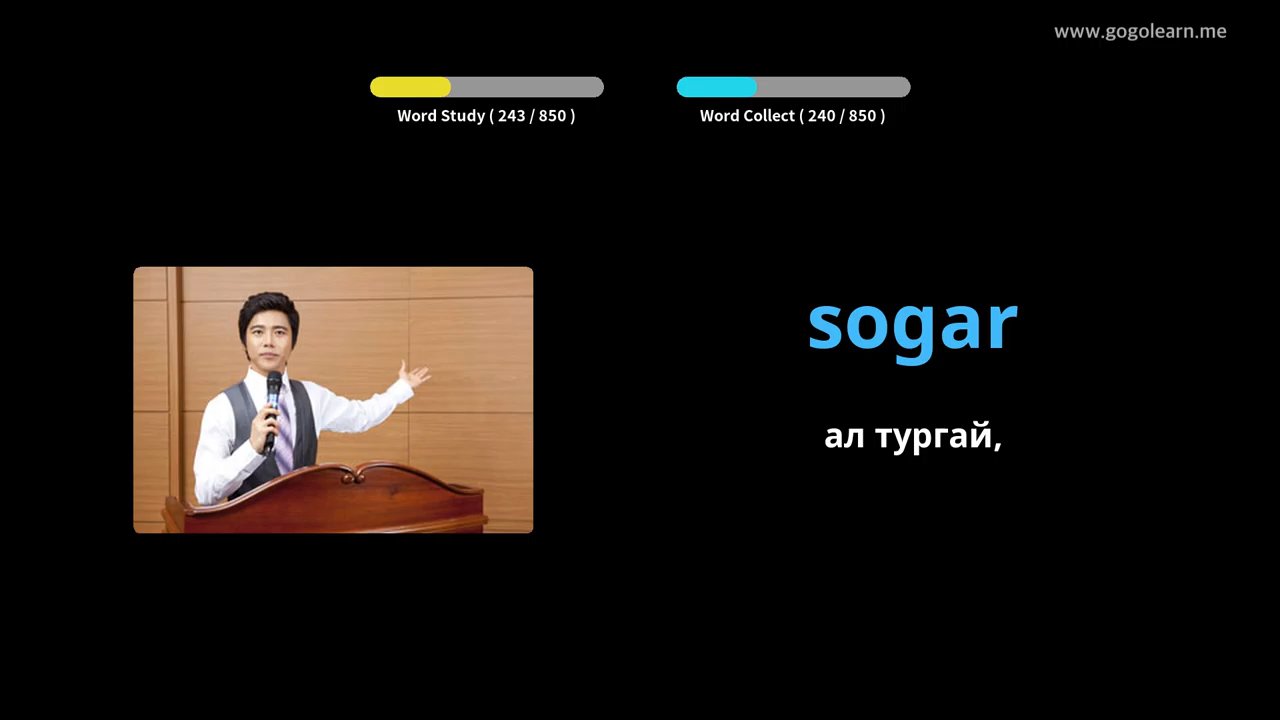 www.gogolearn.me
Word Study ( 243 / 850 )
Word Collect ( 240 / 850 )
sogar
ал тургай,